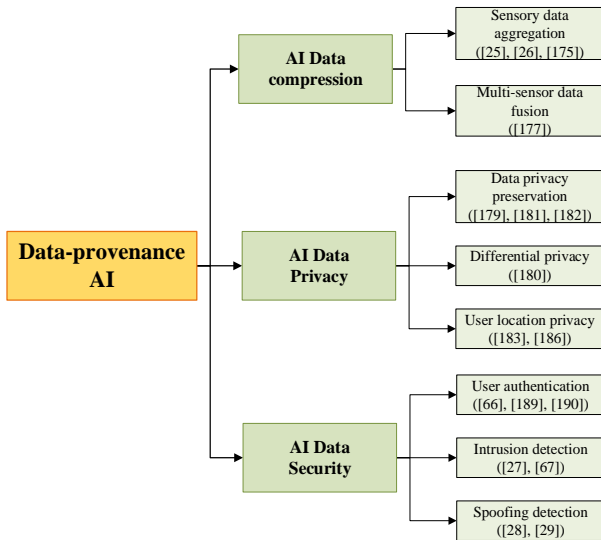 Data-provenance
AI
AI Data
compression
Sensory data
aggregation
([25], [26], [175])
Multi-sensor data
fusion
([177])
AI Data
Privacy
Data privacy
preservation
([179], [181], [182])
Differential privacy
([180])
User location privacy
([183], [186])
AI Data
Security
User authentication
([66], [189], [190])
Intrusion detection
([27], [67])
Spoofing detection
([28], [29])